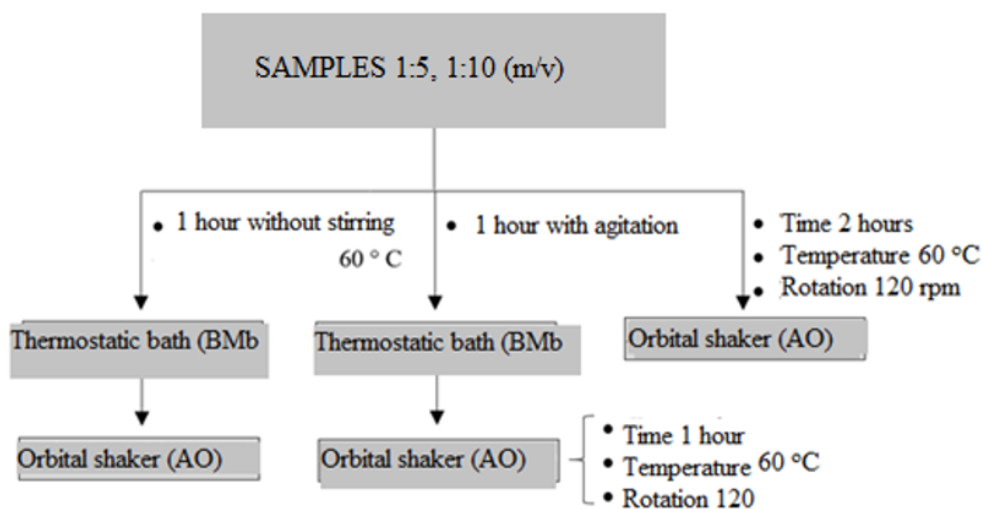 SAMPLES 1:5, 1:10 (m/v)
• 1 hour without stirring
60 ° C
• 1 hour with agitation
• Time 2 hours
• Temperature 60 °C
• Rotation 120 rpm
Thermostatic bath (BMb
Thermostatic bath (BMb
Orbital shaker (AO)
Orbital shaker (AO)
Orbital shaker (AO)
• Time 1 hour
• Temperature 60 °C
• Rotation 120